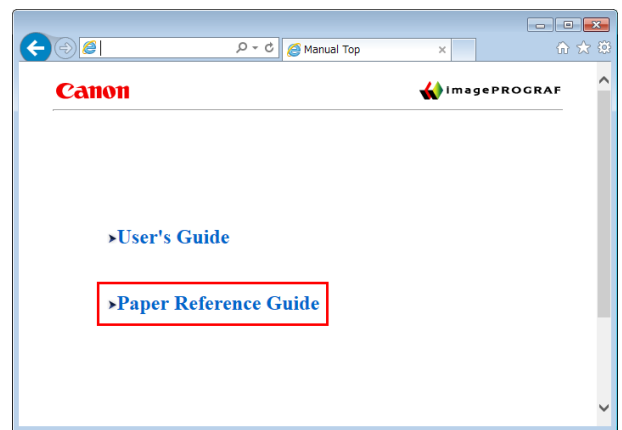 Manual Top
Canon
imagePROGRAF
User's Guide
Paper Reference Guide